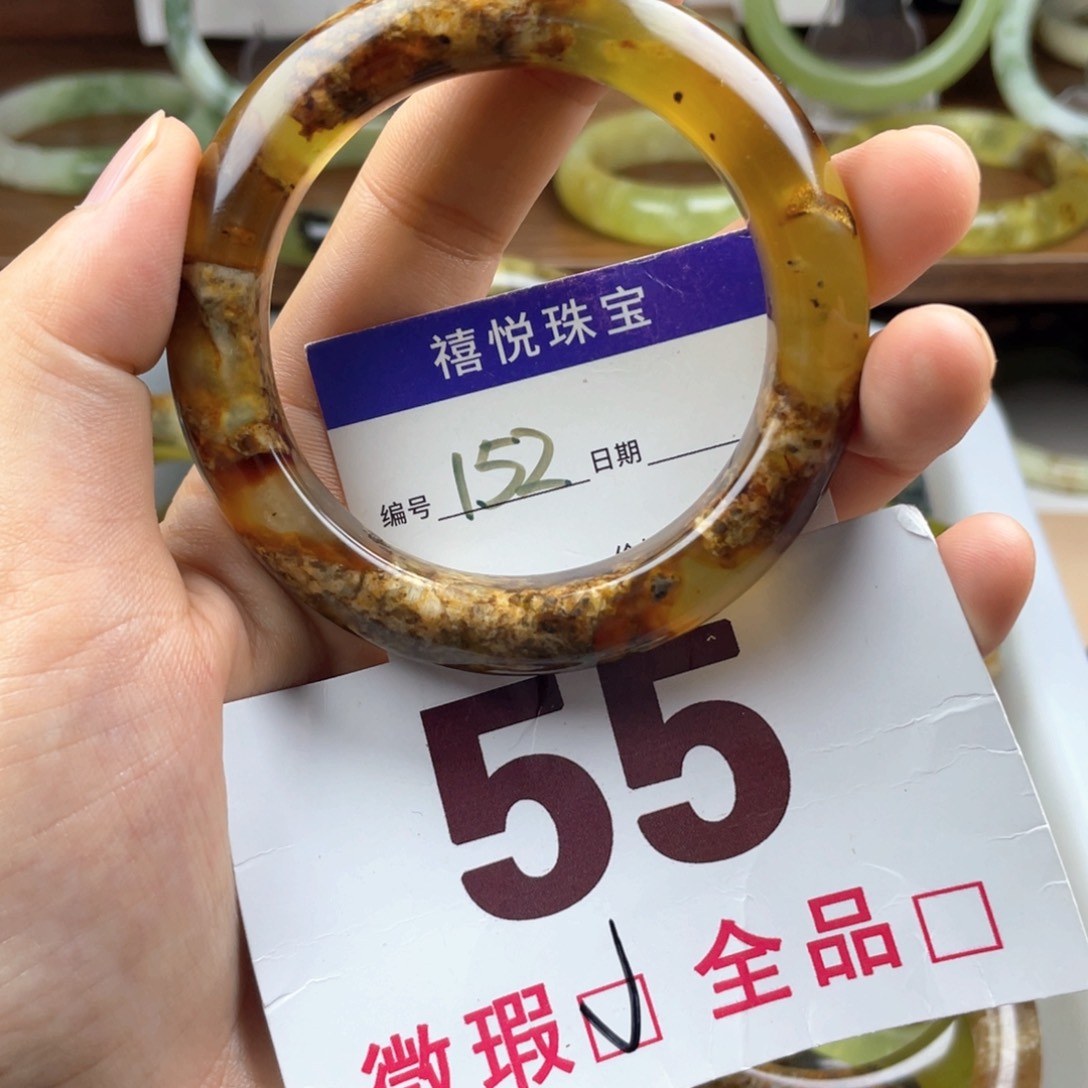 禧悦珠宝
编号 152 日期
55
微瑕 全品